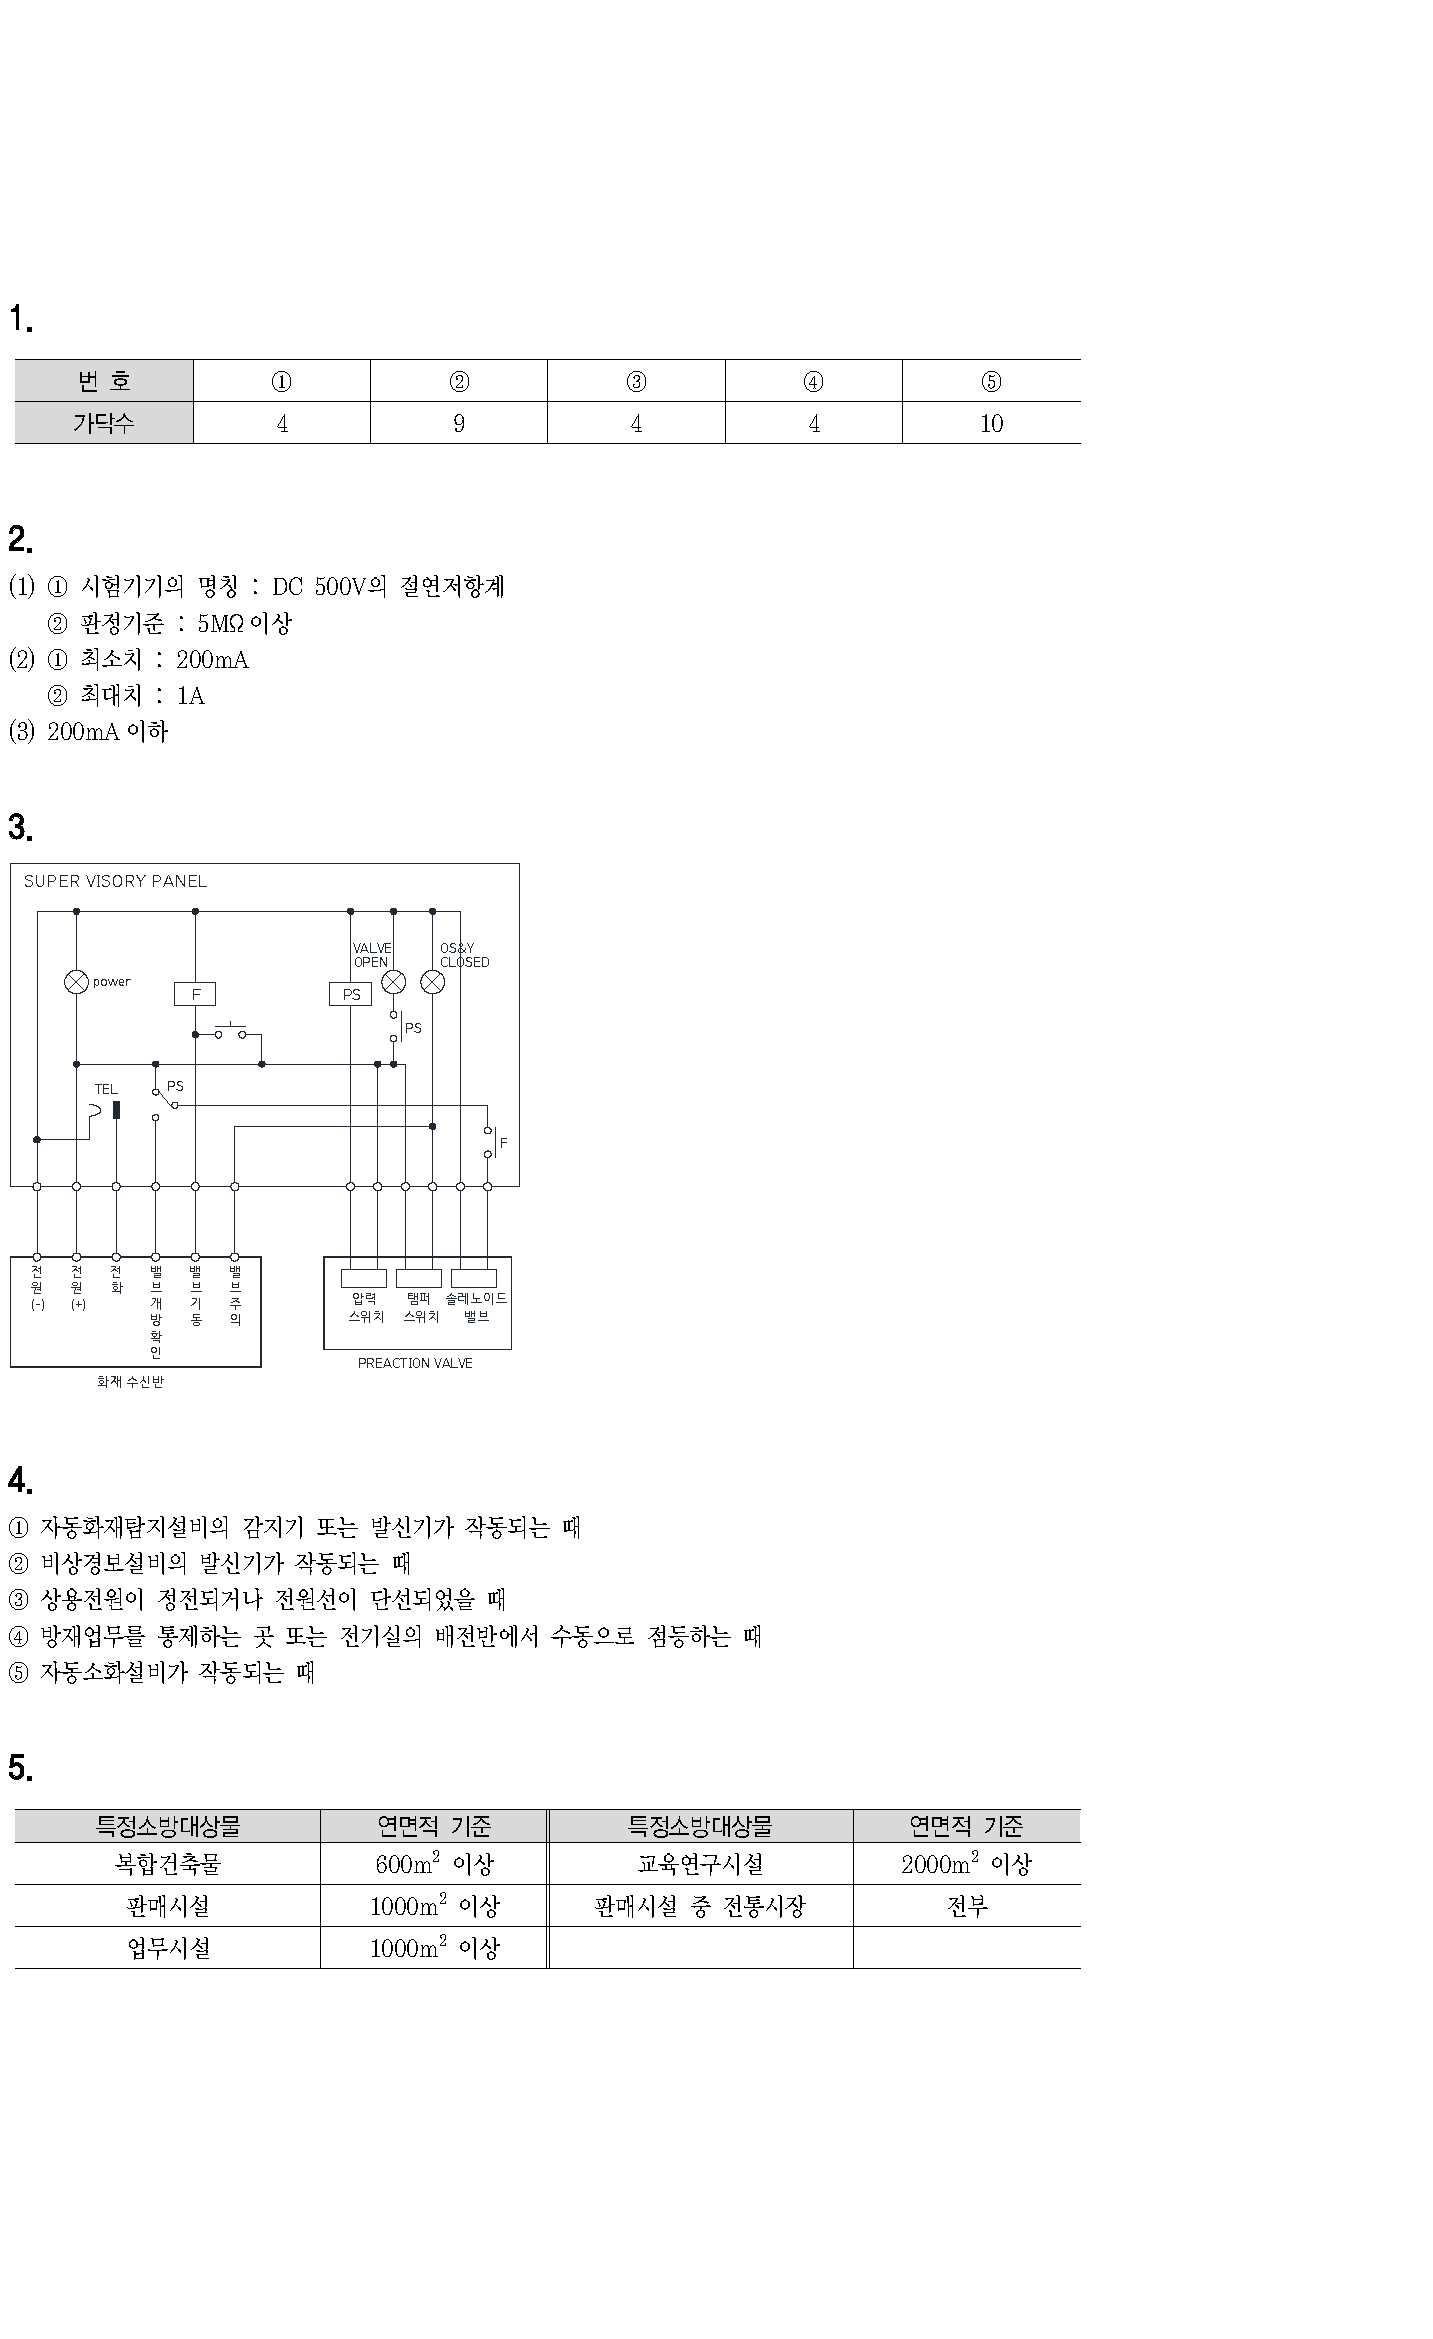 1.
번 호 ① ② ③ ④ ⑤
가닥수 4 9 4 4 10
2.
(1) ① 시험기기의 명칭 : DC 500V의 절연저항계
② 판정기준 : 5MΩ 이상
(2) ① 최소치 : 200mA
② 최대치 : 1A
(3) 200mA 이하
3.
SUPER VISORY PANEL
VALVE OPEN
OS&Y CLOSED
power
F
PS
PS
TEL
PS
F
전원(-)
전원(+)
전화
밸브개방확인
밸브기동
밸브주의
압력스위치
탬퍼스위치
솔레노이드밸브
PREACTION VALVE
화재 수신반
4.
① 자동화재탐지설비의 감지기 또는 발신기가 작동되는 때
② 비상경보설비의 발신기가 작동되는 때
③ 상용전원이 정전되거나 전원선이 단선되었을 때
④ 방재업무를 통제하는 곳 또는 전기실의 배전반에서 수동으로 점등하는 때
⑤ 자동소화설비가 작동되는 때
5.
특정소방대상물 연면적 기준 특정소방대상물 연면적 기준
복합건축물 600m² 이상 교육연구시설 2000m² 이상
판매시설 1000m² 이상 판매시설 중 전통시장 전부
업무시설 1000m² 이상